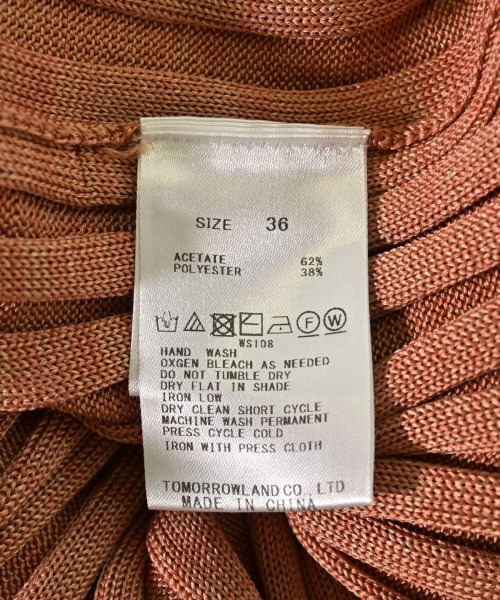 SIZE 36
ACETATE 62%
POLYESTER 38%
F W
WS108
HAND WASH
OXGEN BLEACH AS NEEDED
DO NOT TUMBLE DRY
DRY FLAT IN SHADE
IRON LOW
DRY CLEAN SHORT CYCLE
MACHINE WASH PERMANENT
PRESS CYCLE COLD
IRON WITH PRESS CLOTH
TOMORROWLAND CO., LTD
MADE IN CHINA